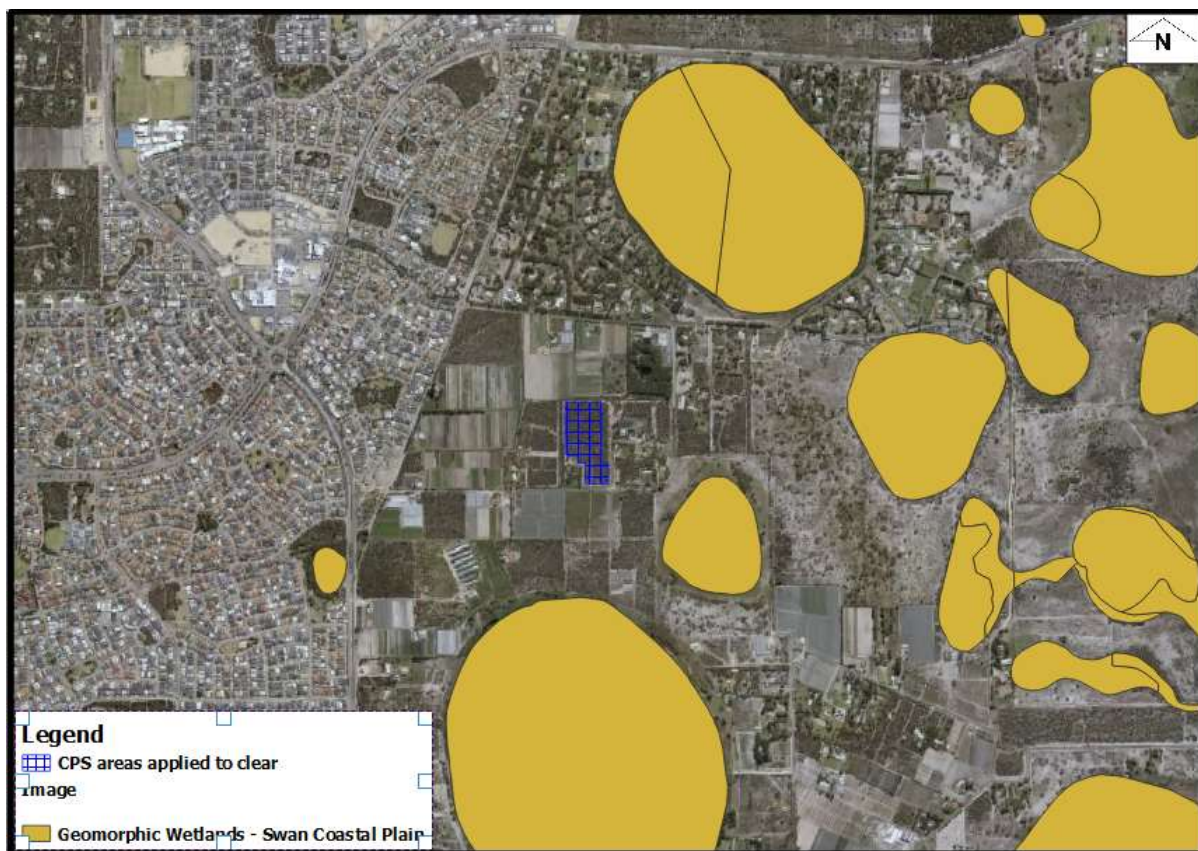 N
Legend
CPS areas applied to clear
Image
Geomorphic Wetlands - Swan Coastal Plain